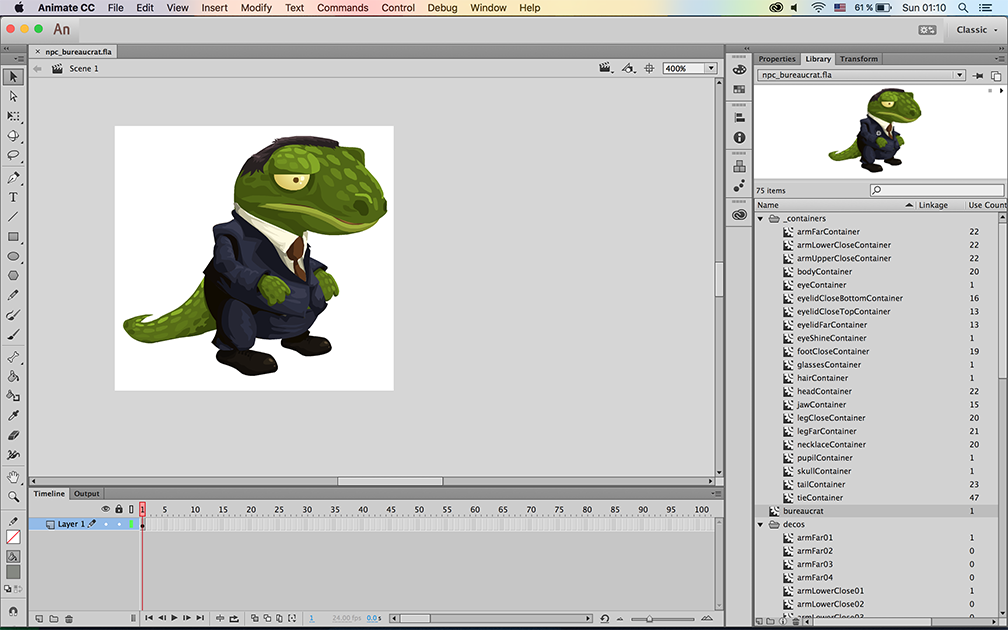 Animate CC File Edit View Insert Modify Text Commands Control Debug Window Help 61 % Sun 01:10
An Classic
npc_bureaucrat.fla
Scene 1 400%
Properties Library Transform
npc_bureaucrat.fla
75 items
Name Linkage Use Count
_containers
armFarContainer 22
armLowerCloseContainer 22
armUpperCloseContainer 22
bodyContainer 20
eyeContainer 1
eyelidCloseBottomContainer 16
eyelidCloseTopContainer 13
eyelidFarContainer 13
eyeShineContainer 1
footCloseContainer 19
glassesContainer 1
hairContainer 1
headContainer 22
jawContainer 15
legCloseContainer 20
legFarContainer 21
necklaceContainer 20
pupilContainer 1
skullContainer 1
tailContainer 23
tieContainer 47
bureaucrat 1
decos
armFar01 1
armFar02 0
armFar03 0
armFar04 0
armLowerClose01 1
armLowerClose02 0
armLowerClose03 0
Timeline Output
1 5 10 15 20 25 30 35 40 45 50 55 60 65 70 75 80 85 90 95 100
Layer 1
1 24.00 fps 0.0 s